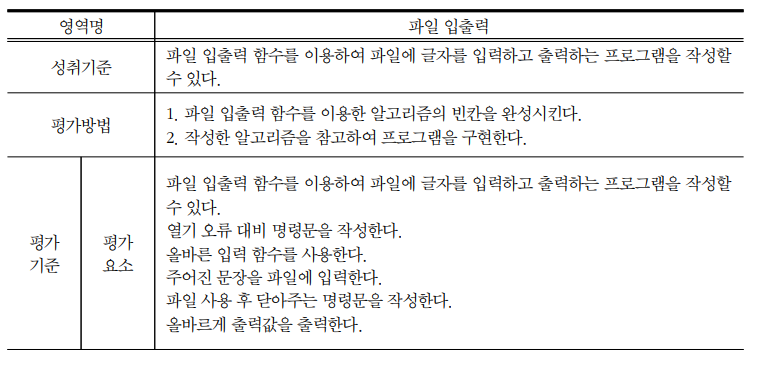 영역명 파일 입출력
성취기준 파일 입출력 함수를 이용하여 파일에 글자를 입력하고 출력하는 프로그램을 작성할
수 있다.
평가방법
1. 파일 입출력 함수를 이용한 알고리즘의 빈칸을 완성시킨다.
2. 작성한 알고리즘을 참고하여 프로그램을 구현한다.
평가
기준
평가
요소
파일 입출력 함수를 이용하여 파일에 글자를 입력하고 출력하는 프로그램을 작성할
수 있다.
열기 오류 대비 명령문을 작성한다.
올바른 입력 함수를 사용한다.
주어진 문장을 파일에 입력한다.
파일 사용 후 닫아주는 명령문을 작성한다.
올바르게 출력값을 출력한다.